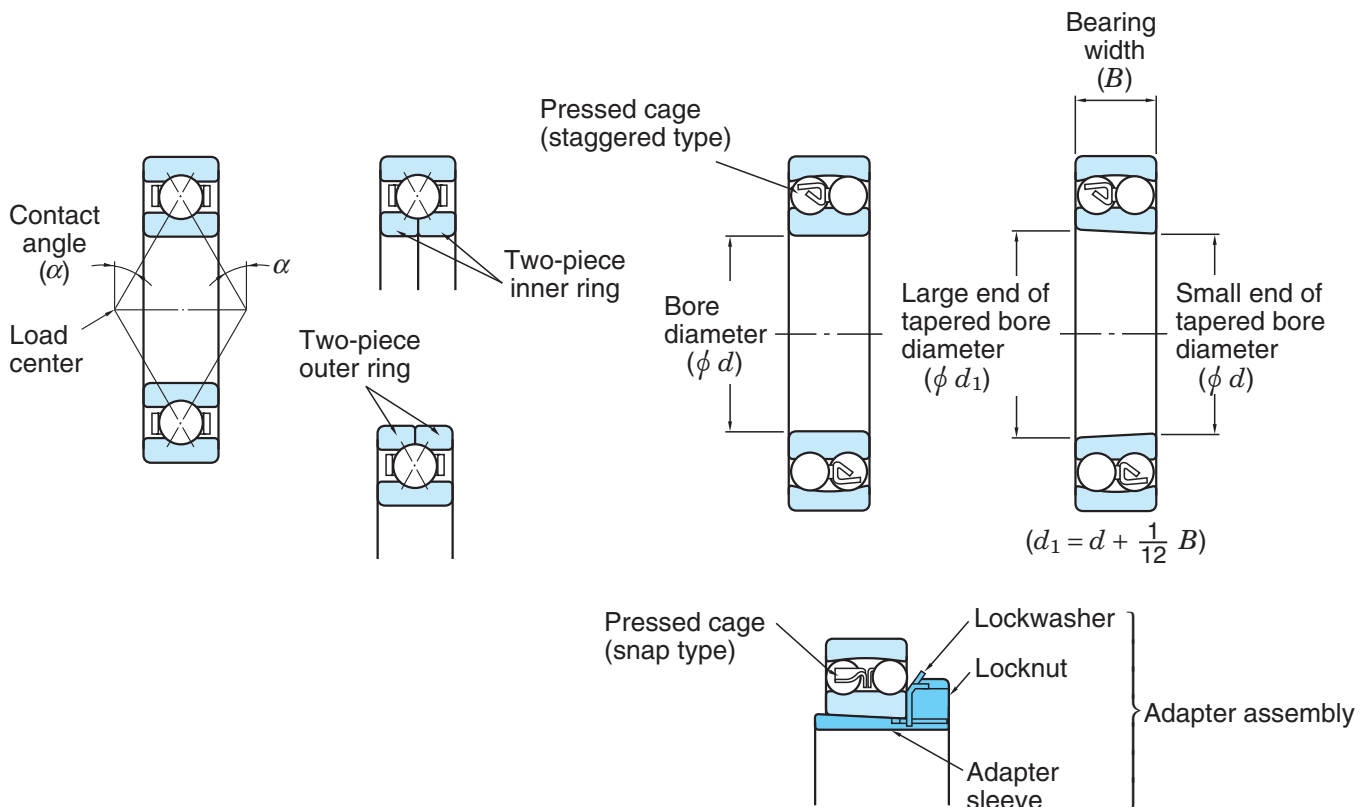 Bearing
width
(B)
Pressed cage
(staggered type)
Contact
angle
(α)
α
Load
center
Two-piece
inner ring
Two-piece
outer ring
Bore
diameter
(ϕ d)
Large end of
tapered bore
diameter
(ϕ d₁)
Small end of
tapered bore
diameter
(ϕ d)
(d₁ = d + 1/12 B)
Pressed cage
(snap type)
Lockwasher
Locknut
Adapter assembly
Adapter
sleeve